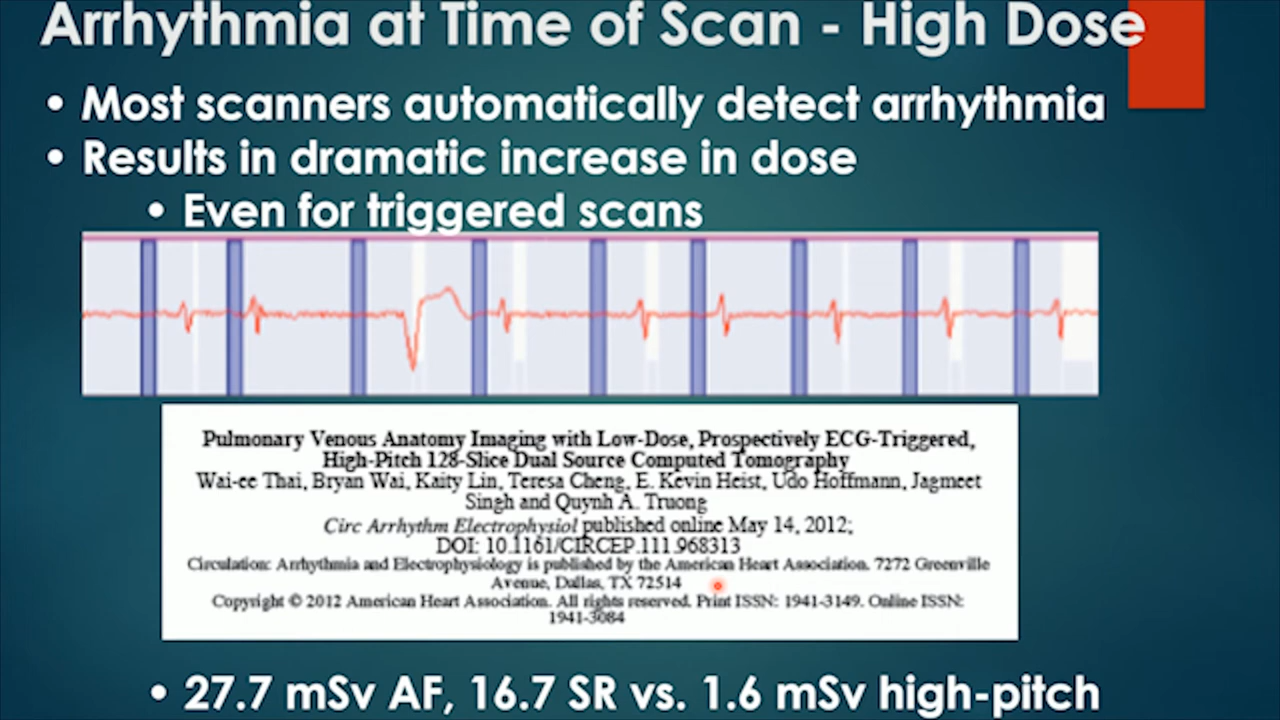 Arrhythmia at Time of Scan - High Dose
• Most scanners automatically detect arrhythmia
• Results in dramatic increase in dose
• Even for triggered scans
Pulmonary Venous Anatomy Imaging with Low-Dose, Prospectively ECG-Triggered,
High-Pitch 128-Slice Dual Source Computed Tomography
Wai-ee Thai, Bryan Wai, Kaity Lin, Teresa Cheng, E. Kevin Heist, Udo Hoffmann, Jagmeet
Singh and Quynh A. Truong
Circ Arrhythm Electrophysiol published online May 14, 2012;
DOI: 10.1161/CIRCEP.111.968313
Circulation: Arrhythmia and Electrophysiology is published by the American Heart Association. 7272 Greenville
Avenue, Dallas, TX 72514
Copyright © 2012 American Heart Association. All rights reserved. Print ISSN: 1941-3149. Online ISSN:
1941-3084
• 27.7 mSv AF, 16.7 SR vs. 1.6 mSv high-pitch